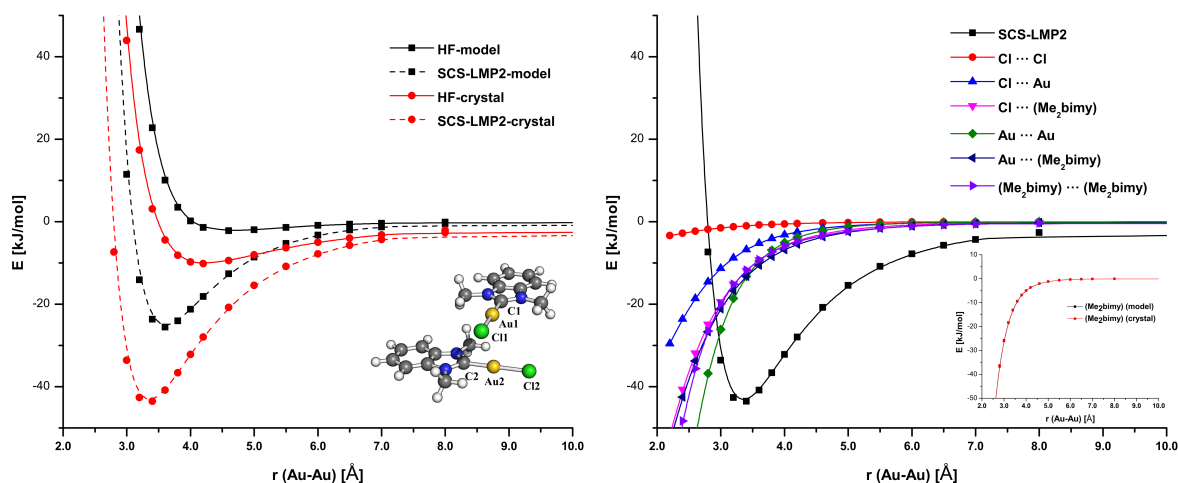 40
20
0
-20
-40
E [kJ/mol]
2.0 3.0 4.0 5.0 6.0 7.0 8.0 9.0 10.0
r (Au-Au) [Å]
HF-model
SCS-LMP2-model
HF-crystal
SCS-LMP2-crystal
C1
Au1
Cl1
C2
Au2
Cl2
40
20
0
-20
-40
E [kJ/mol]
2.0 3.0 4.0 5.0 6.0 7.0 8.0 9.0 10.0
r (Au-Au) [Å]
SCS-LMP2
Cl ··· Cl
Cl ··· Au
Cl ··· (Me2bimy)
Au ··· Au
Au ··· (Me2bimy)
(Me2bimy) ··· (Me2bimy)
10
0
-10
-20
-30
-40
-50
E [kJ/mol]
(Me2bimy) (model)
(Me2bimy) (crystal)
2.0 3.0 4.0 5.0 6.0 7.0 8.0 9.0 10.0
r (Au-Au) [Å]